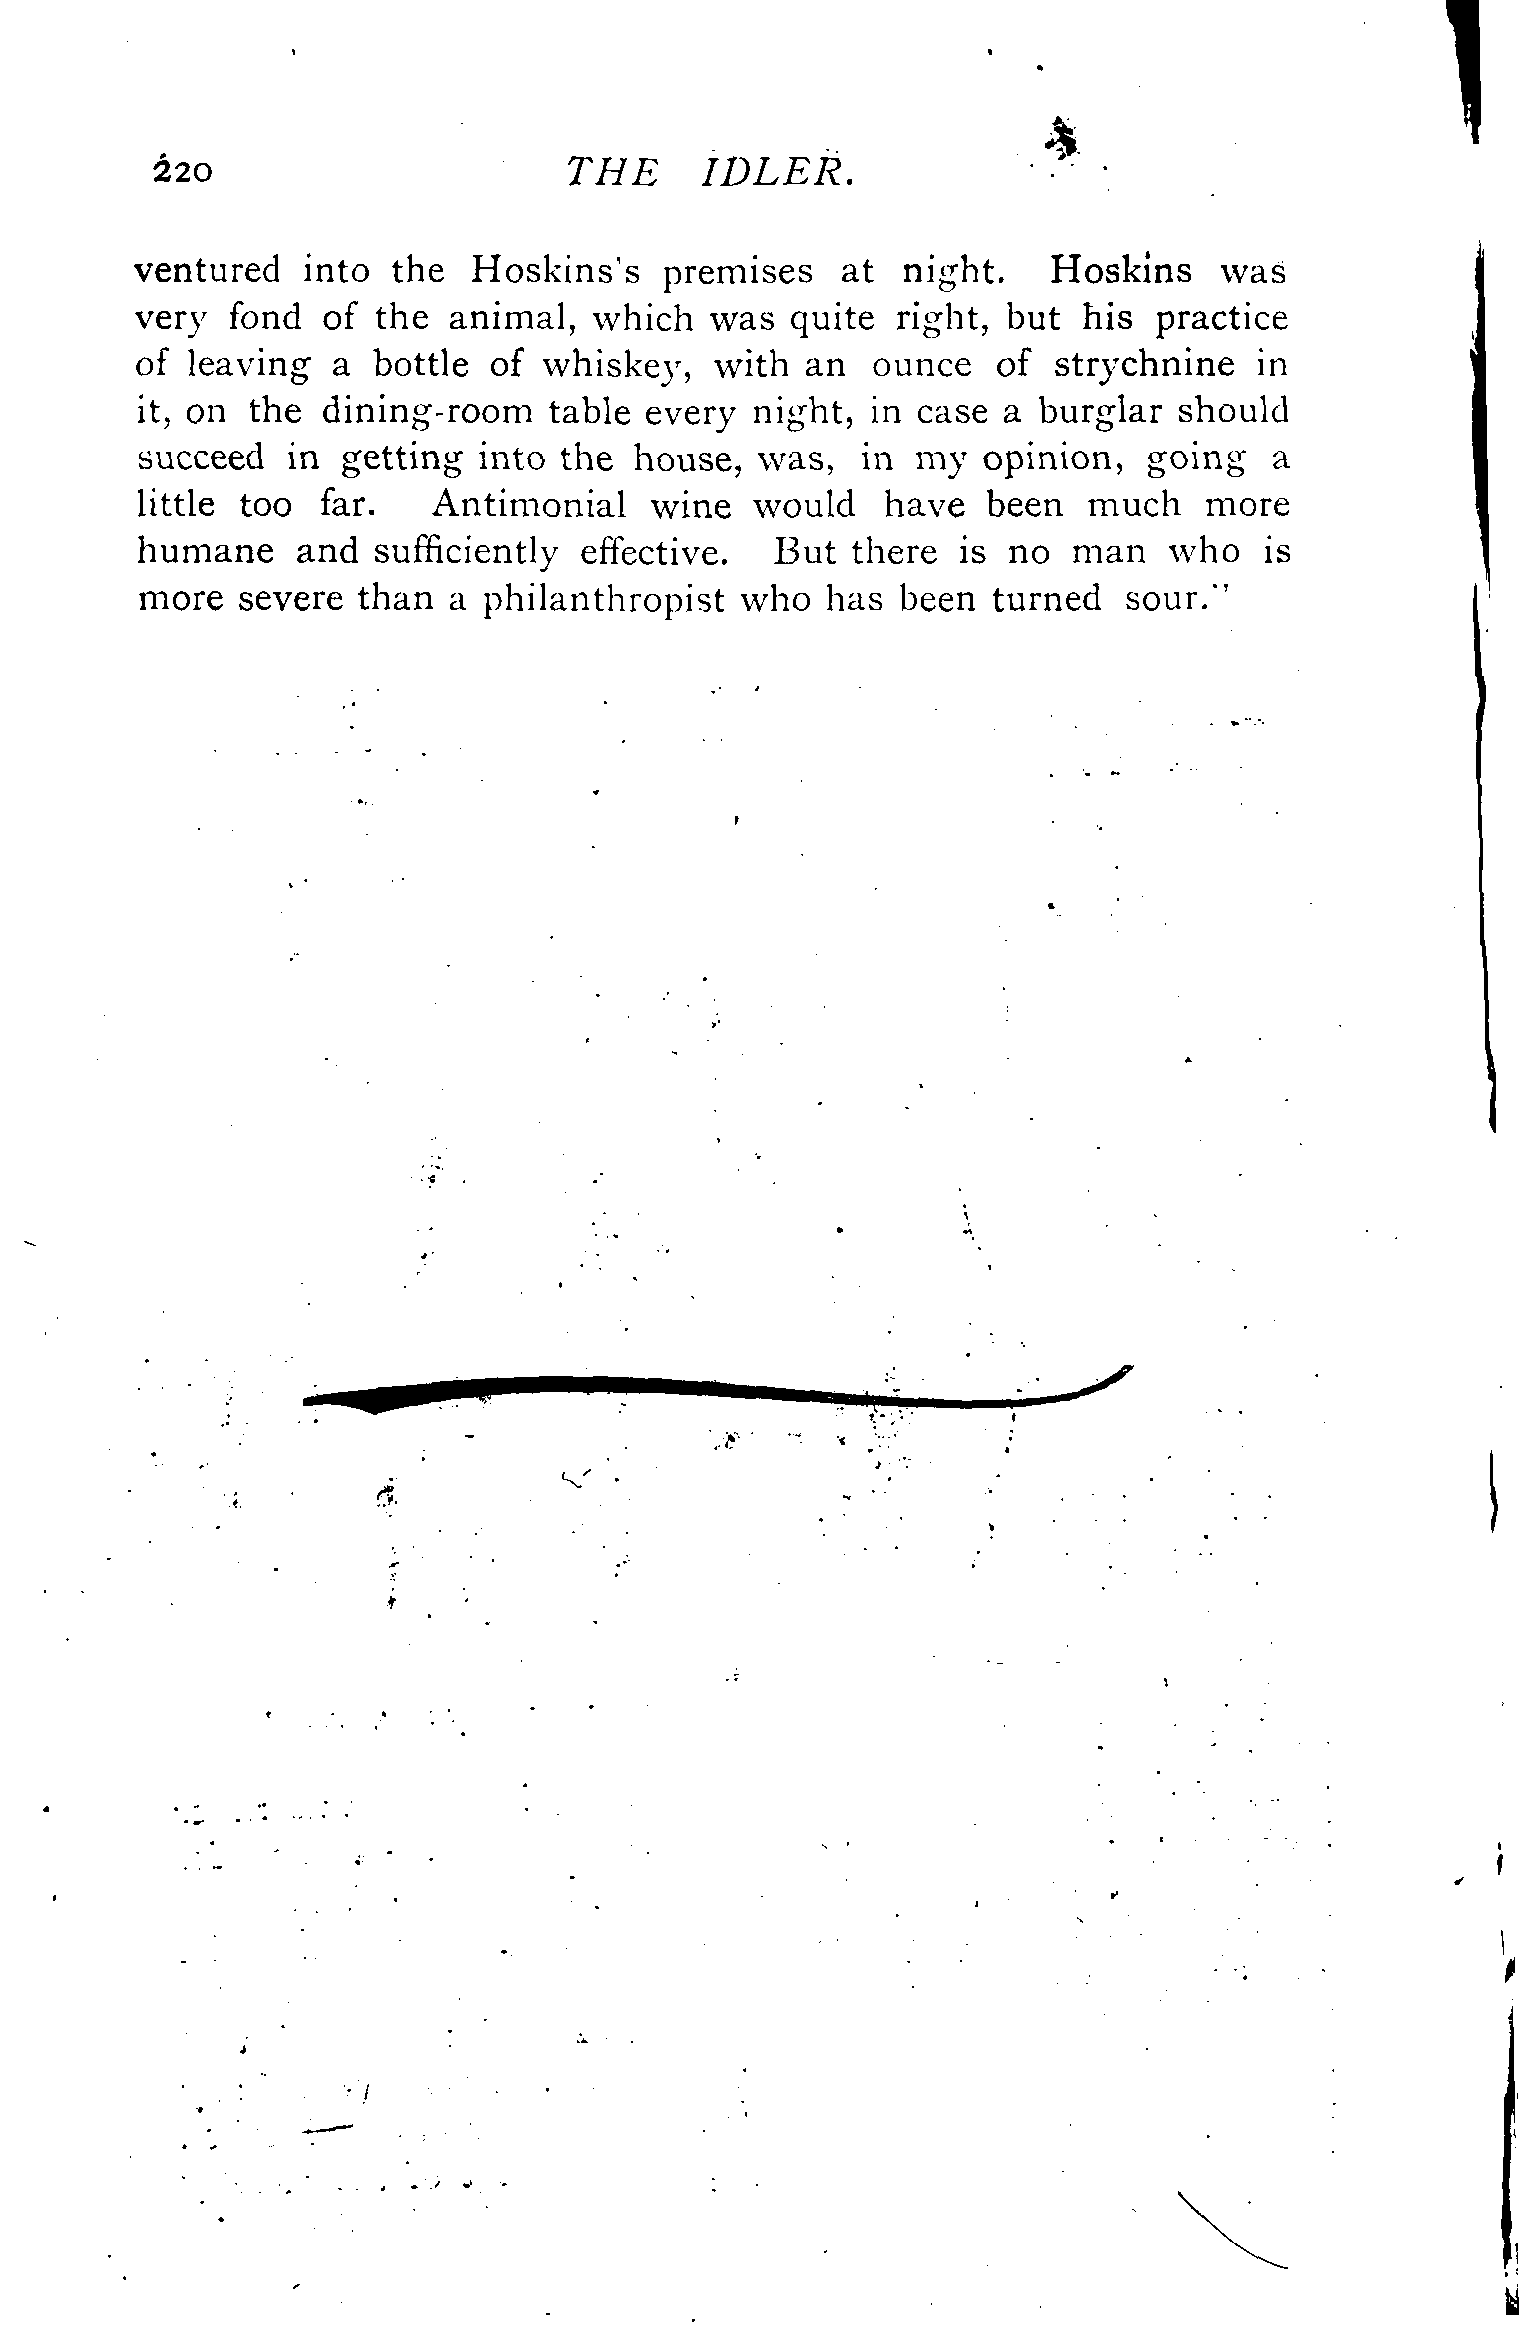 220 THE IDLER.
ventured into the Hoskins's premises at night. Hoskins was
very fond of the animal, which was quite right, but his practice
of leaving a bottle of whiskey, with an ounce of strychnine in
it, on the dining-room table every night, in case a burglar should
succeed in getting into the house, was, in my opinion, going a
little too far. Antimonial wine would have been much more
humane and sufficiently effective. But there is no man who is
more severe than a philanthropist who has been turned sour."